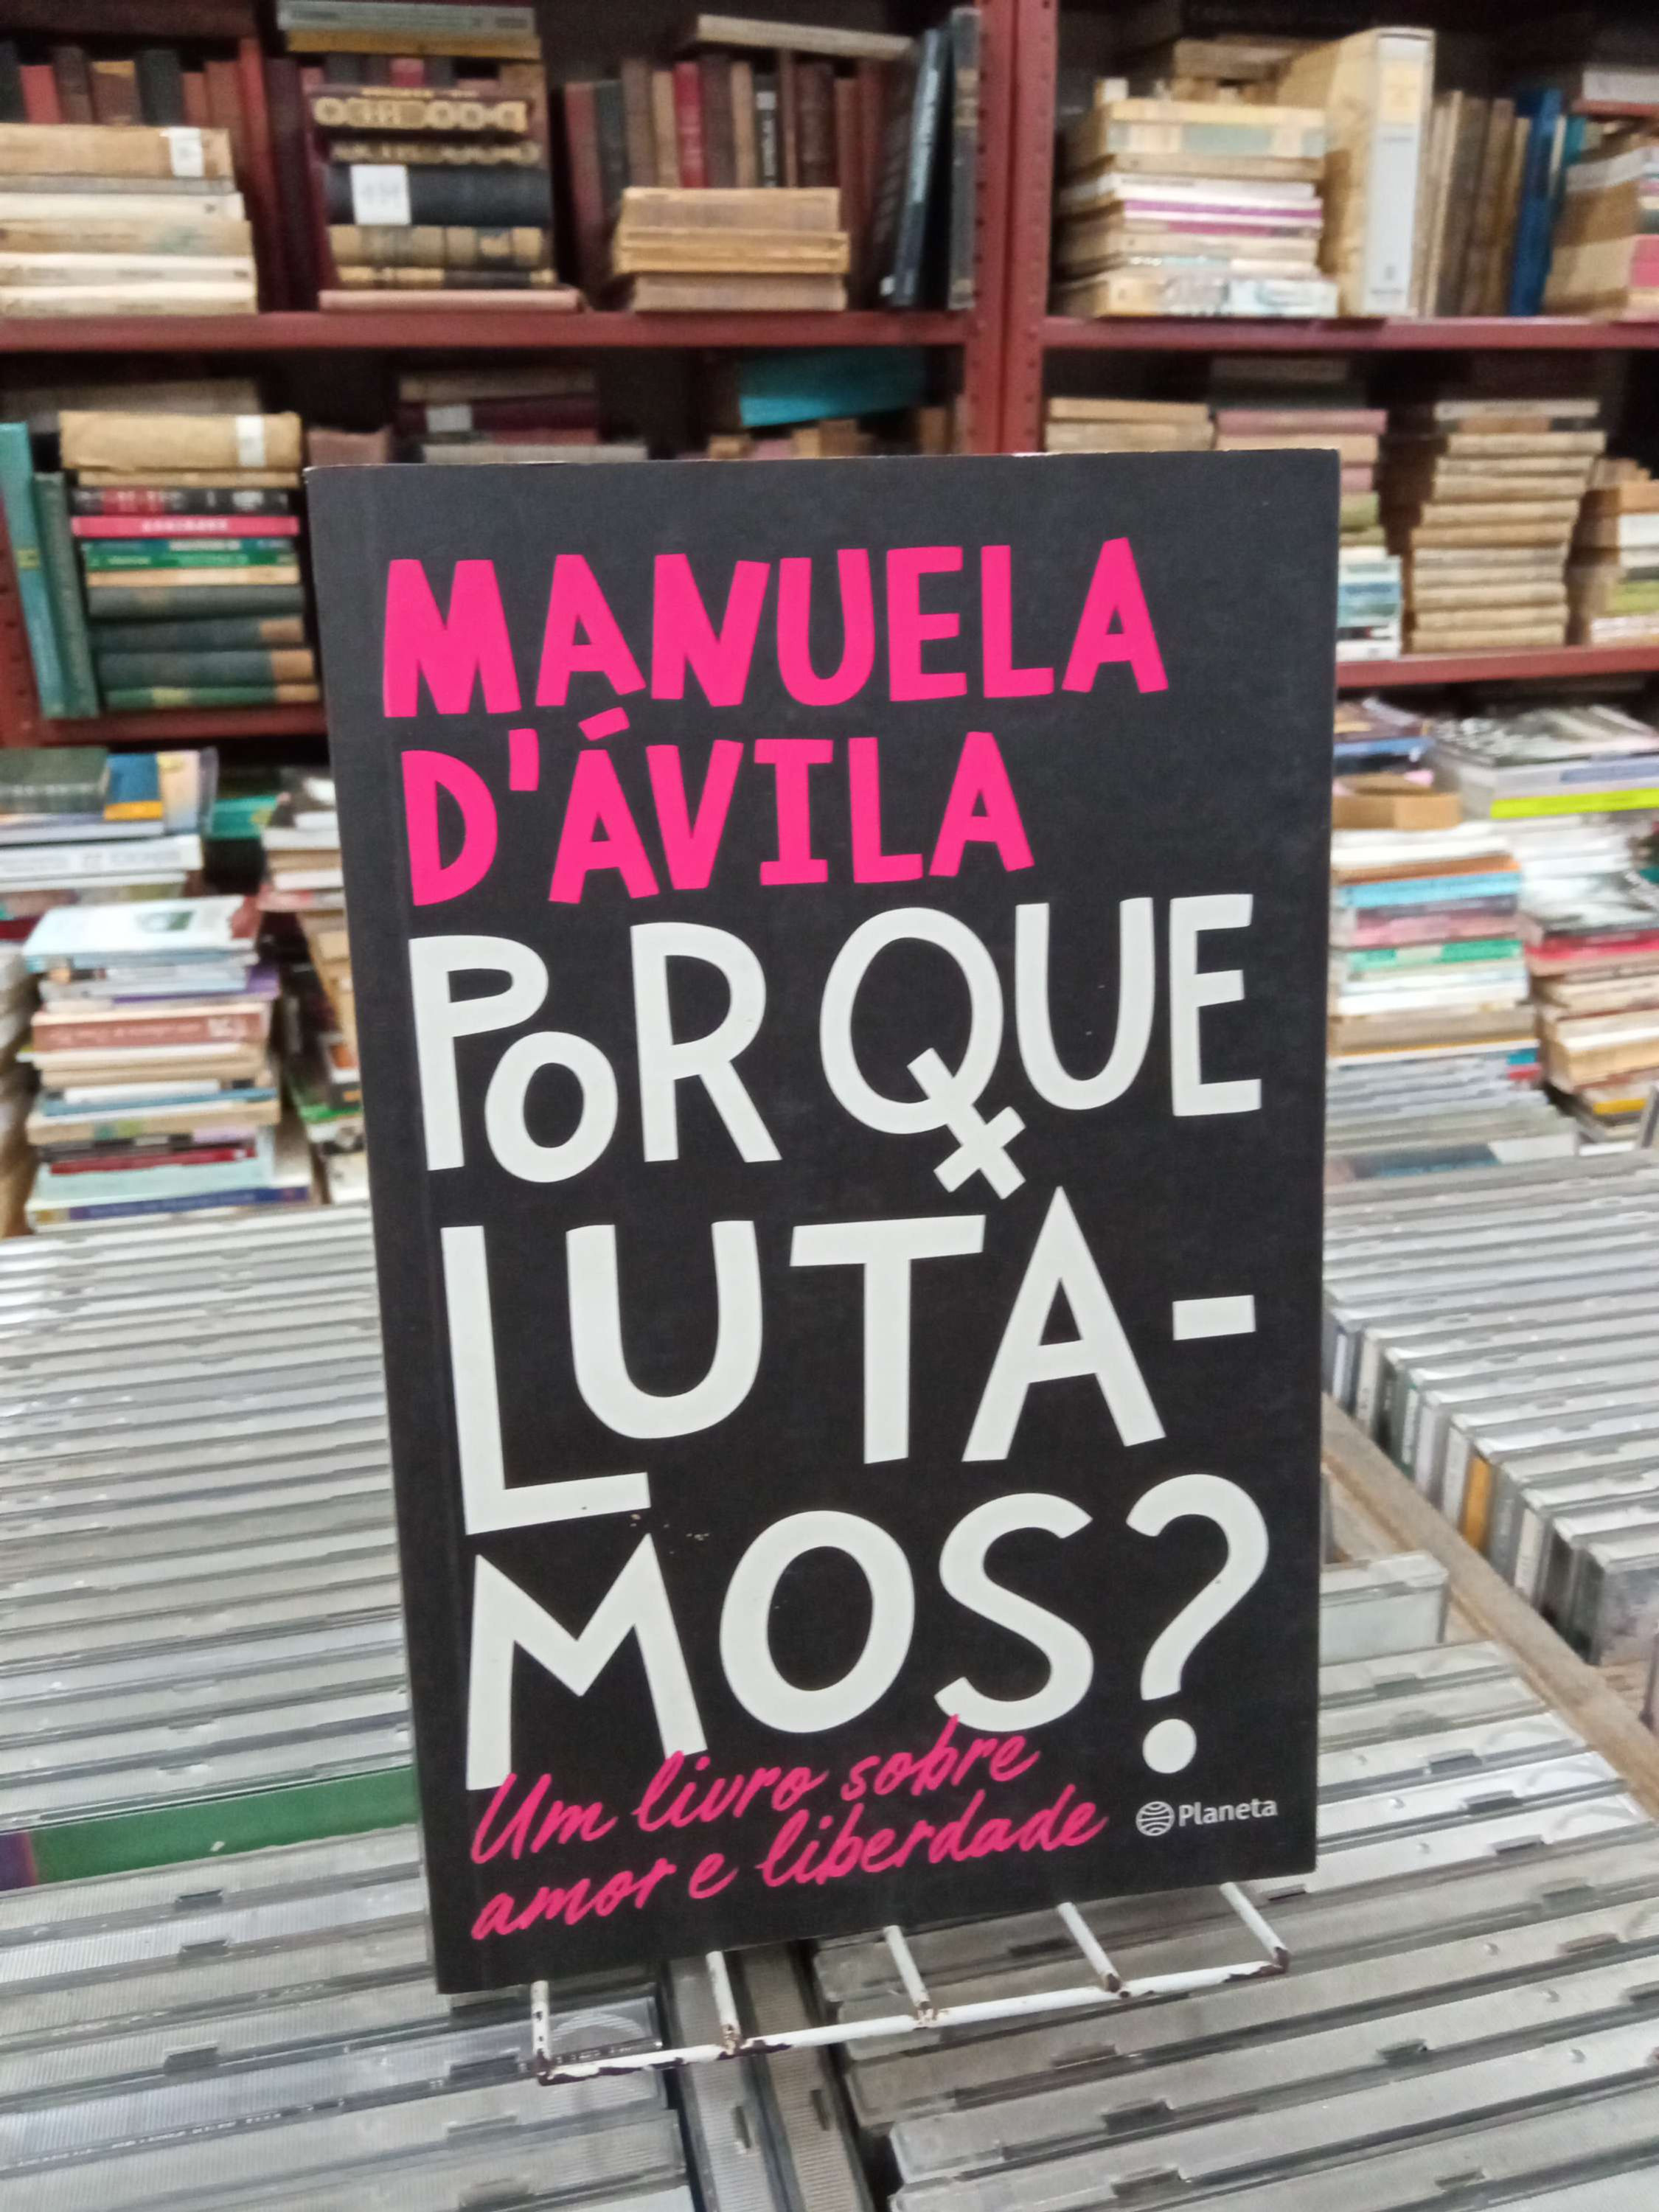 MANUELA
D'ÁVILA
POR QUE
LUTA-
MOS?
Um livro sobre
amor e liberdade
Planeta